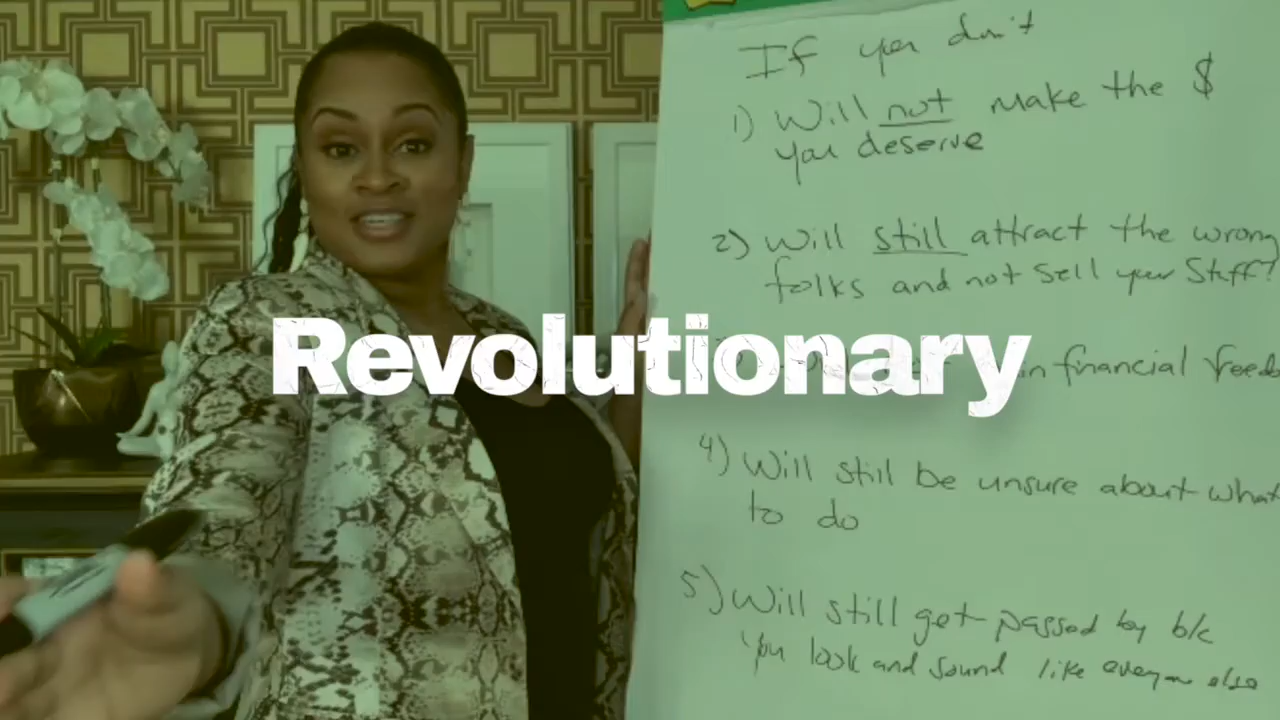 If you don't
1) Will not make the $
you deserve
2) Will still attract the wrong
folks and not sell your stuff?
Revolutionary
in financial freed
4) Will still be unsure about what
to do
5) Will still get passed by b/c
you look and sound like everyone else